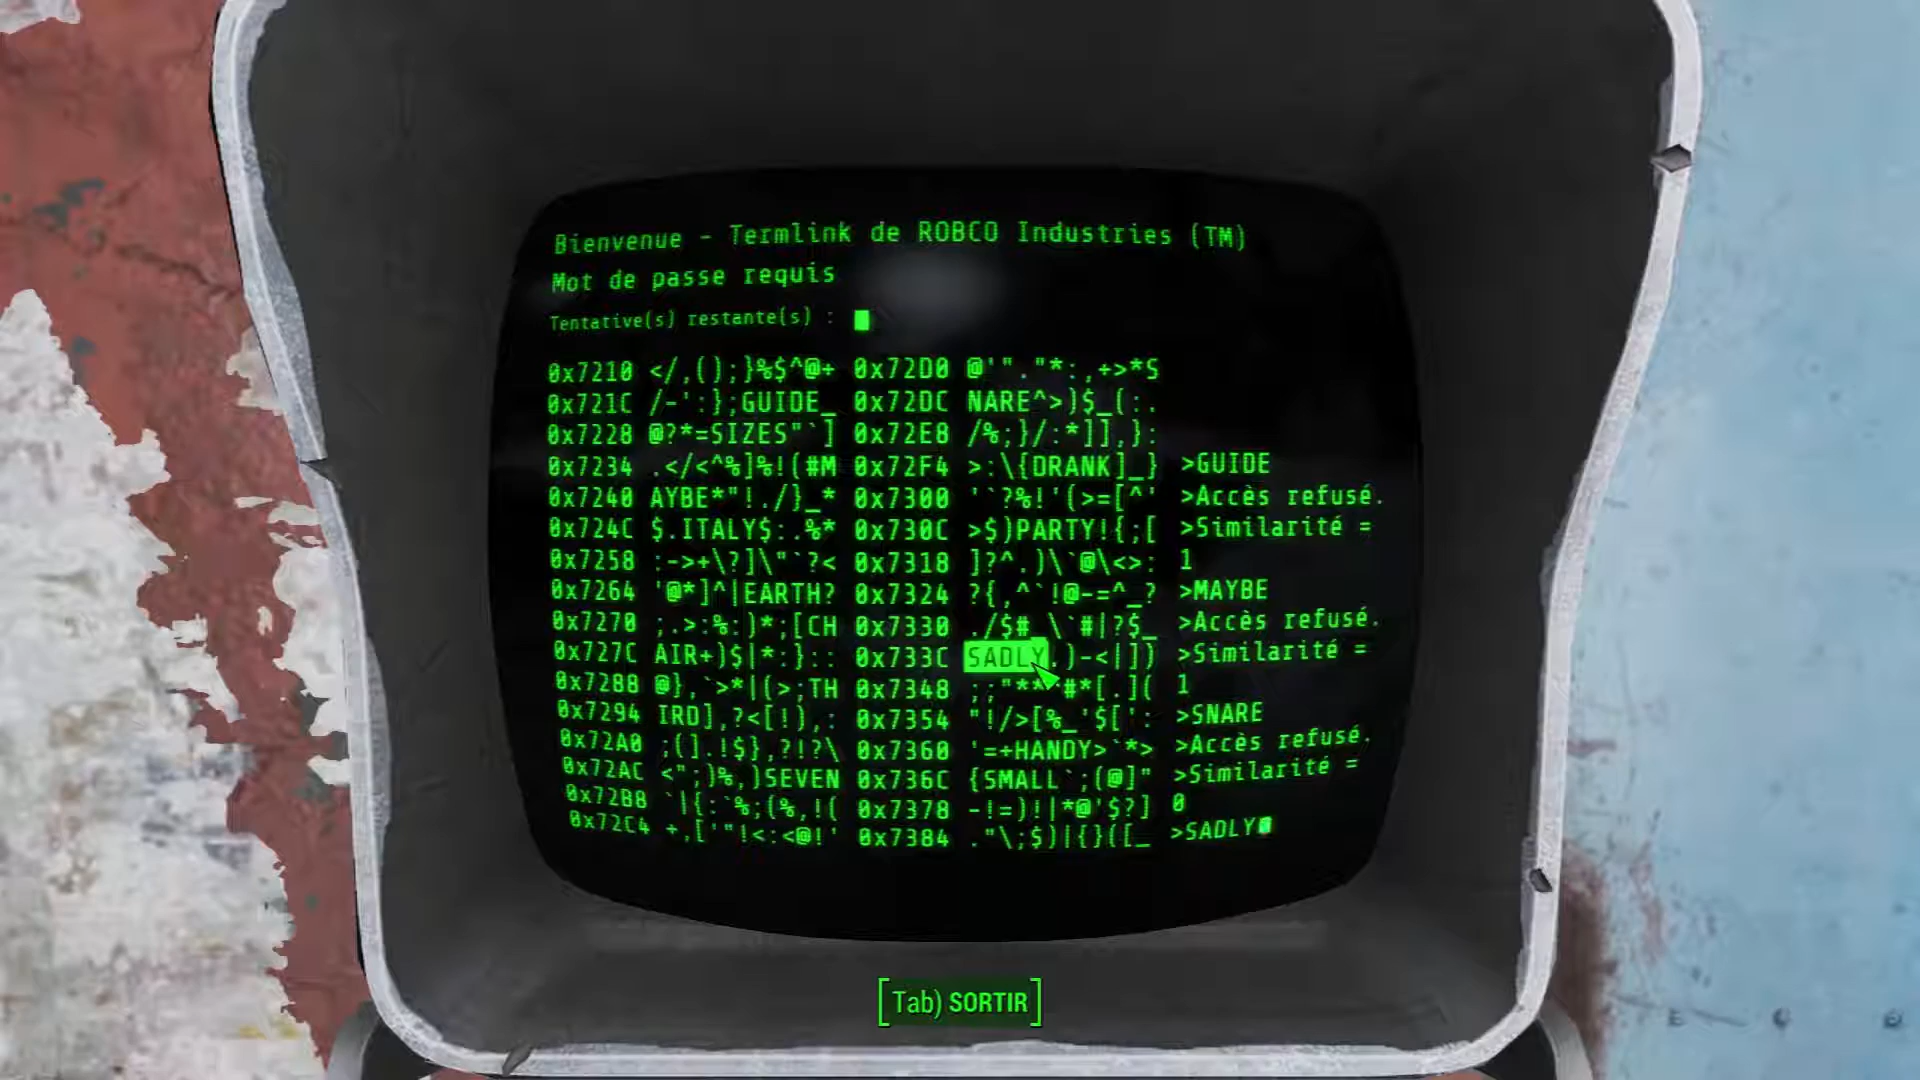 Bienvenue - Termlink de ROBCO Industries (TM)
Mot de passe requis
Tentative(s) restante(s) : ■
0x7210 </,();}%$^@+ 0x72D0 @'"."*:,+>*S
0x721C /-':};GUIDE_ 0x72DC NARE^>)$_(:.
0x7228 @?*=SIZES"`] 0x72E8 /%;}/:*]],}:
0x7234 .</<^%]%!(#M 0x72F4 >:\{DRANK]_} >GUIDE
0x7240 AYBE*"!./}_* 0x7300 '`?%!'(>=[^' >Accès refusé.
0x724C $.ITALY$:.%* 0x730C >$)PARTY!{;[ >Similarité =
0x7258 :->+\?]\"`?< 0x7318 ]?^.)\`@\<>: 1
0x7264 '@*]^|EARTH? 0x7324 ?{,^`!@-=^_? >MAYBE
0x7270 ;.>:%:)*;[CH 0x7330 ./$#_\`#|?$_ >Accès refusé.
0x727C AIR+)$|*:}:: 0x733C SADLY.)-<|]) >Similarité =
0x7288 @},`>*|(>;TH 0x7348 ;;"***#*[.]( 1
0x7294 IRD],?<[!),: 0x7354 "!/>[%_'$[': >SNARE
0x72A0 ;(].!$},?!?\ 0x7360 '=+HANDY>`*> >Accès refusé.
0x72AC <";)%,)SEVEN 0x736C {SMALL`;(@]" >Similarité =
0x72B8 `|{:`%;(%,!( 0x7378 -!=)!|*@'$?] 0
0x72C4 +,['"!<:<@!' 0x7384 ."\;$)|{}([_ >SADLY
[Tab) SORTIR]